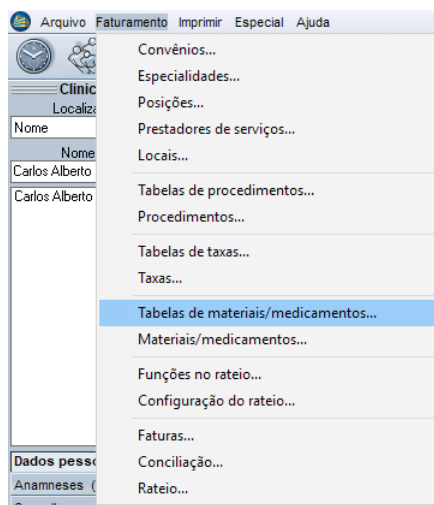 Arquivo Faturamento Imprimir Especial Ajuda
Convênios...
Especialidades...
Posições...
Prestadores de serviços...
Locais...
Tabelas de procedimentos...
Procedimentos...
Tabelas de taxas...
Taxas...
Tabelas de materiais/medicamentos...
Materiais/medicamentos...
Funções no rateio...
Configuração do rateio...
Faturas...
Conciliação...
Rateio...
Clinic
Localiza
Nome
Nome
Carlos Alberto
Carlos Alberto
Dados pesso
Anamneses (